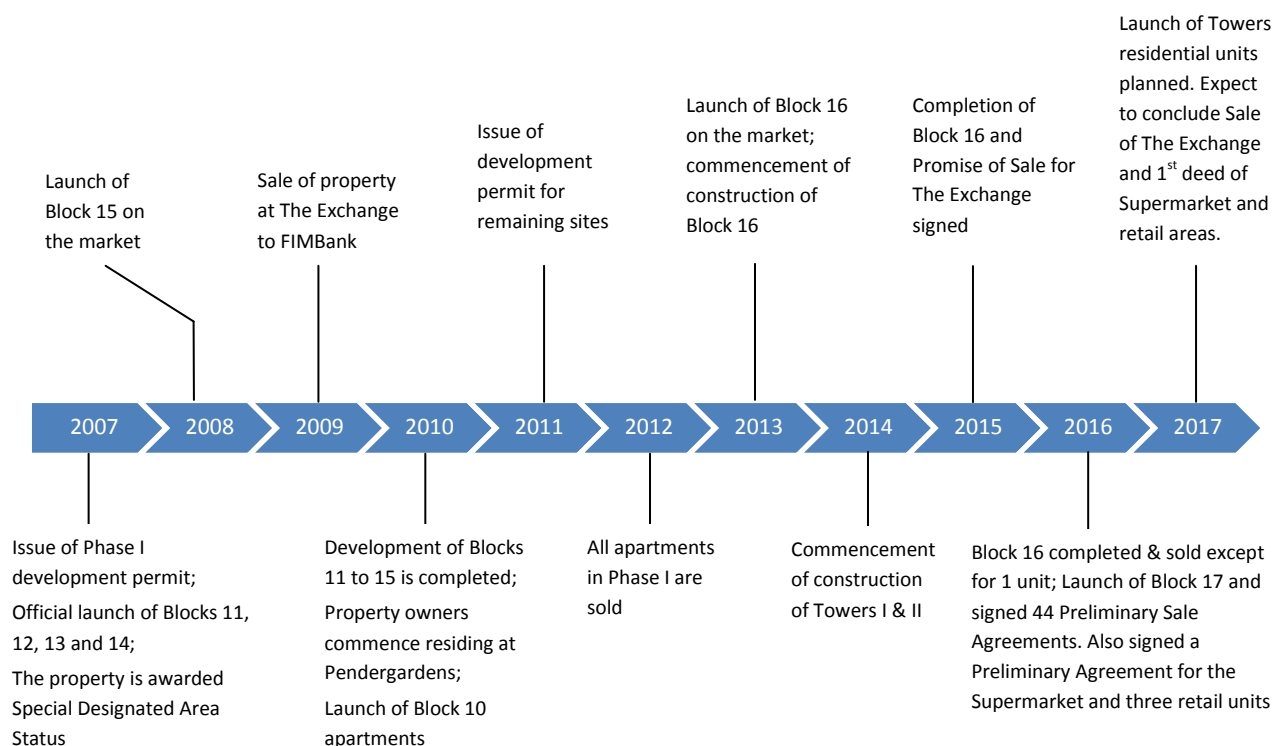 Launch of
Block 15 on
the market
Sale of property
at The Exchange
to FIMBank
Issue of
development
permit for
remaining sites
Launch of Block 16
on the market;
commencement of
construction of
Block 16
Completion of
Block 16 and
Promise of Sale for
The Exchange
signed
Launch of Towers
residential units
planned. Expect
to conclude Sale
of The Exchange
and 1st deed of
Supermarket and
retail areas.
2007
2008
2009
2010
2011
2012
2013
2014
2015
2016
2017
Issue of Phase I
development permit;
Official launch of Blocks 11,
12, 13 and 14;
The property is awarded
Special Designated Area
Status
Development of Blocks
11 to 15 is completed;
Property owners
commence residing at
Pendergardens;
Launch of Block 10
apartments
All apartments
in Phase I are
sold
Commencement
of construction
of Towers I & II
Block 16 completed & sold except
for 1 unit; Launch of Block 17 and
signed 44 Preliminary Sale
Agreements. Also signed a
Preliminary Agreement for the
Supermarket and three retail units